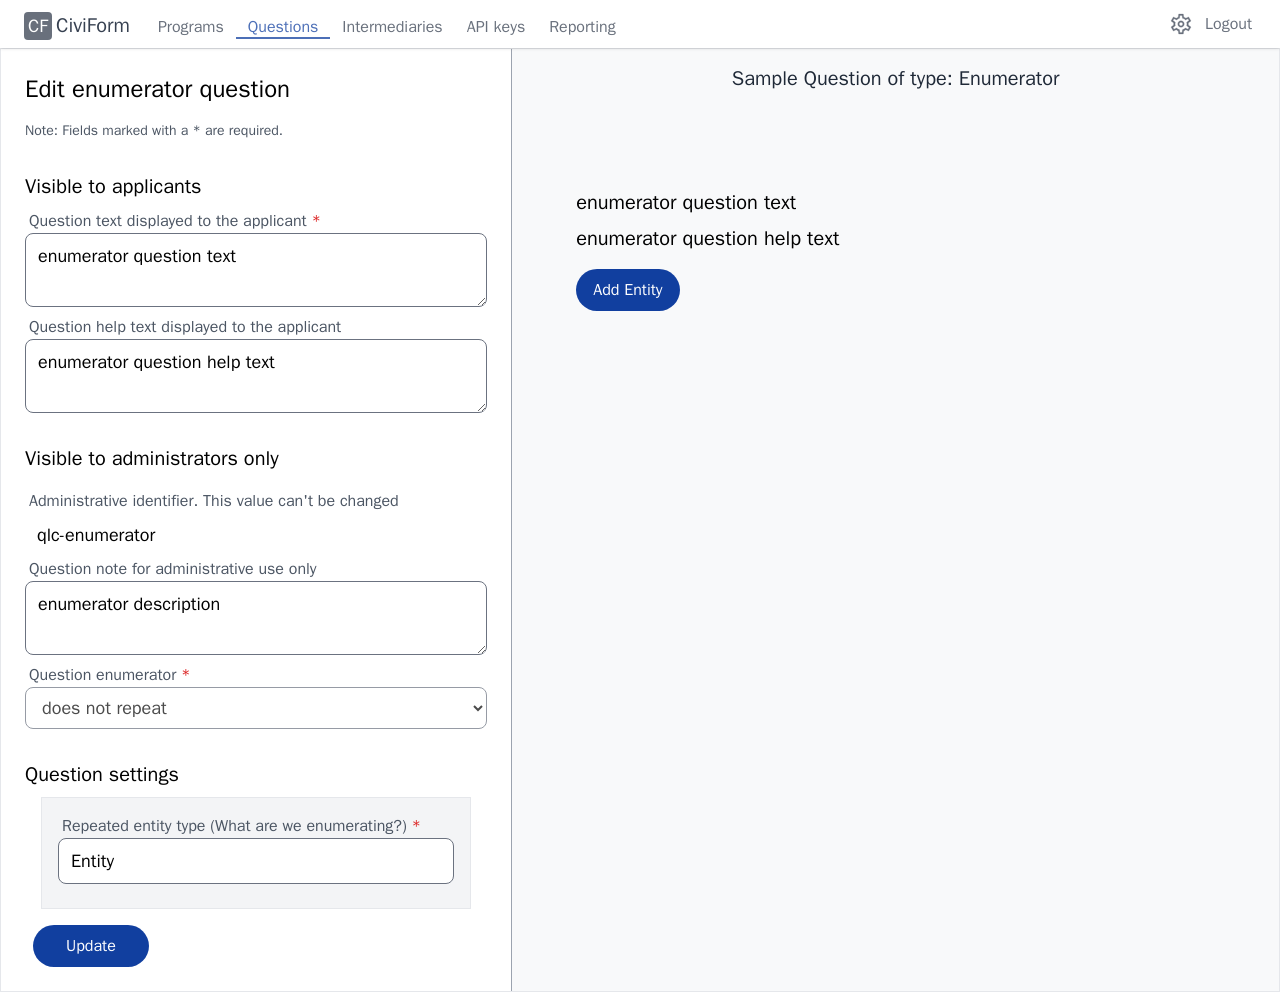 CF CiviForm Programs Questions Intermediaries API keys Reporting Logout
Edit enumerator question
Note: Fields marked with a * are required.
Visible to applicants
Question text displayed to the applicant *
enumerator question text
Question help text displayed to the applicant
enumerator question help text
Visible to administrators only
Administrative identifier. This value can't be changed
qlc-enumerator
Question note for administrative use only
enumerator description
Question enumerator *
does not repeat
Question settings
Repeated entity type (What are we enumerating?) *
Entity
Update
Sample Question of type: Enumerator
enumerator question text
enumerator question help text
Add Entity